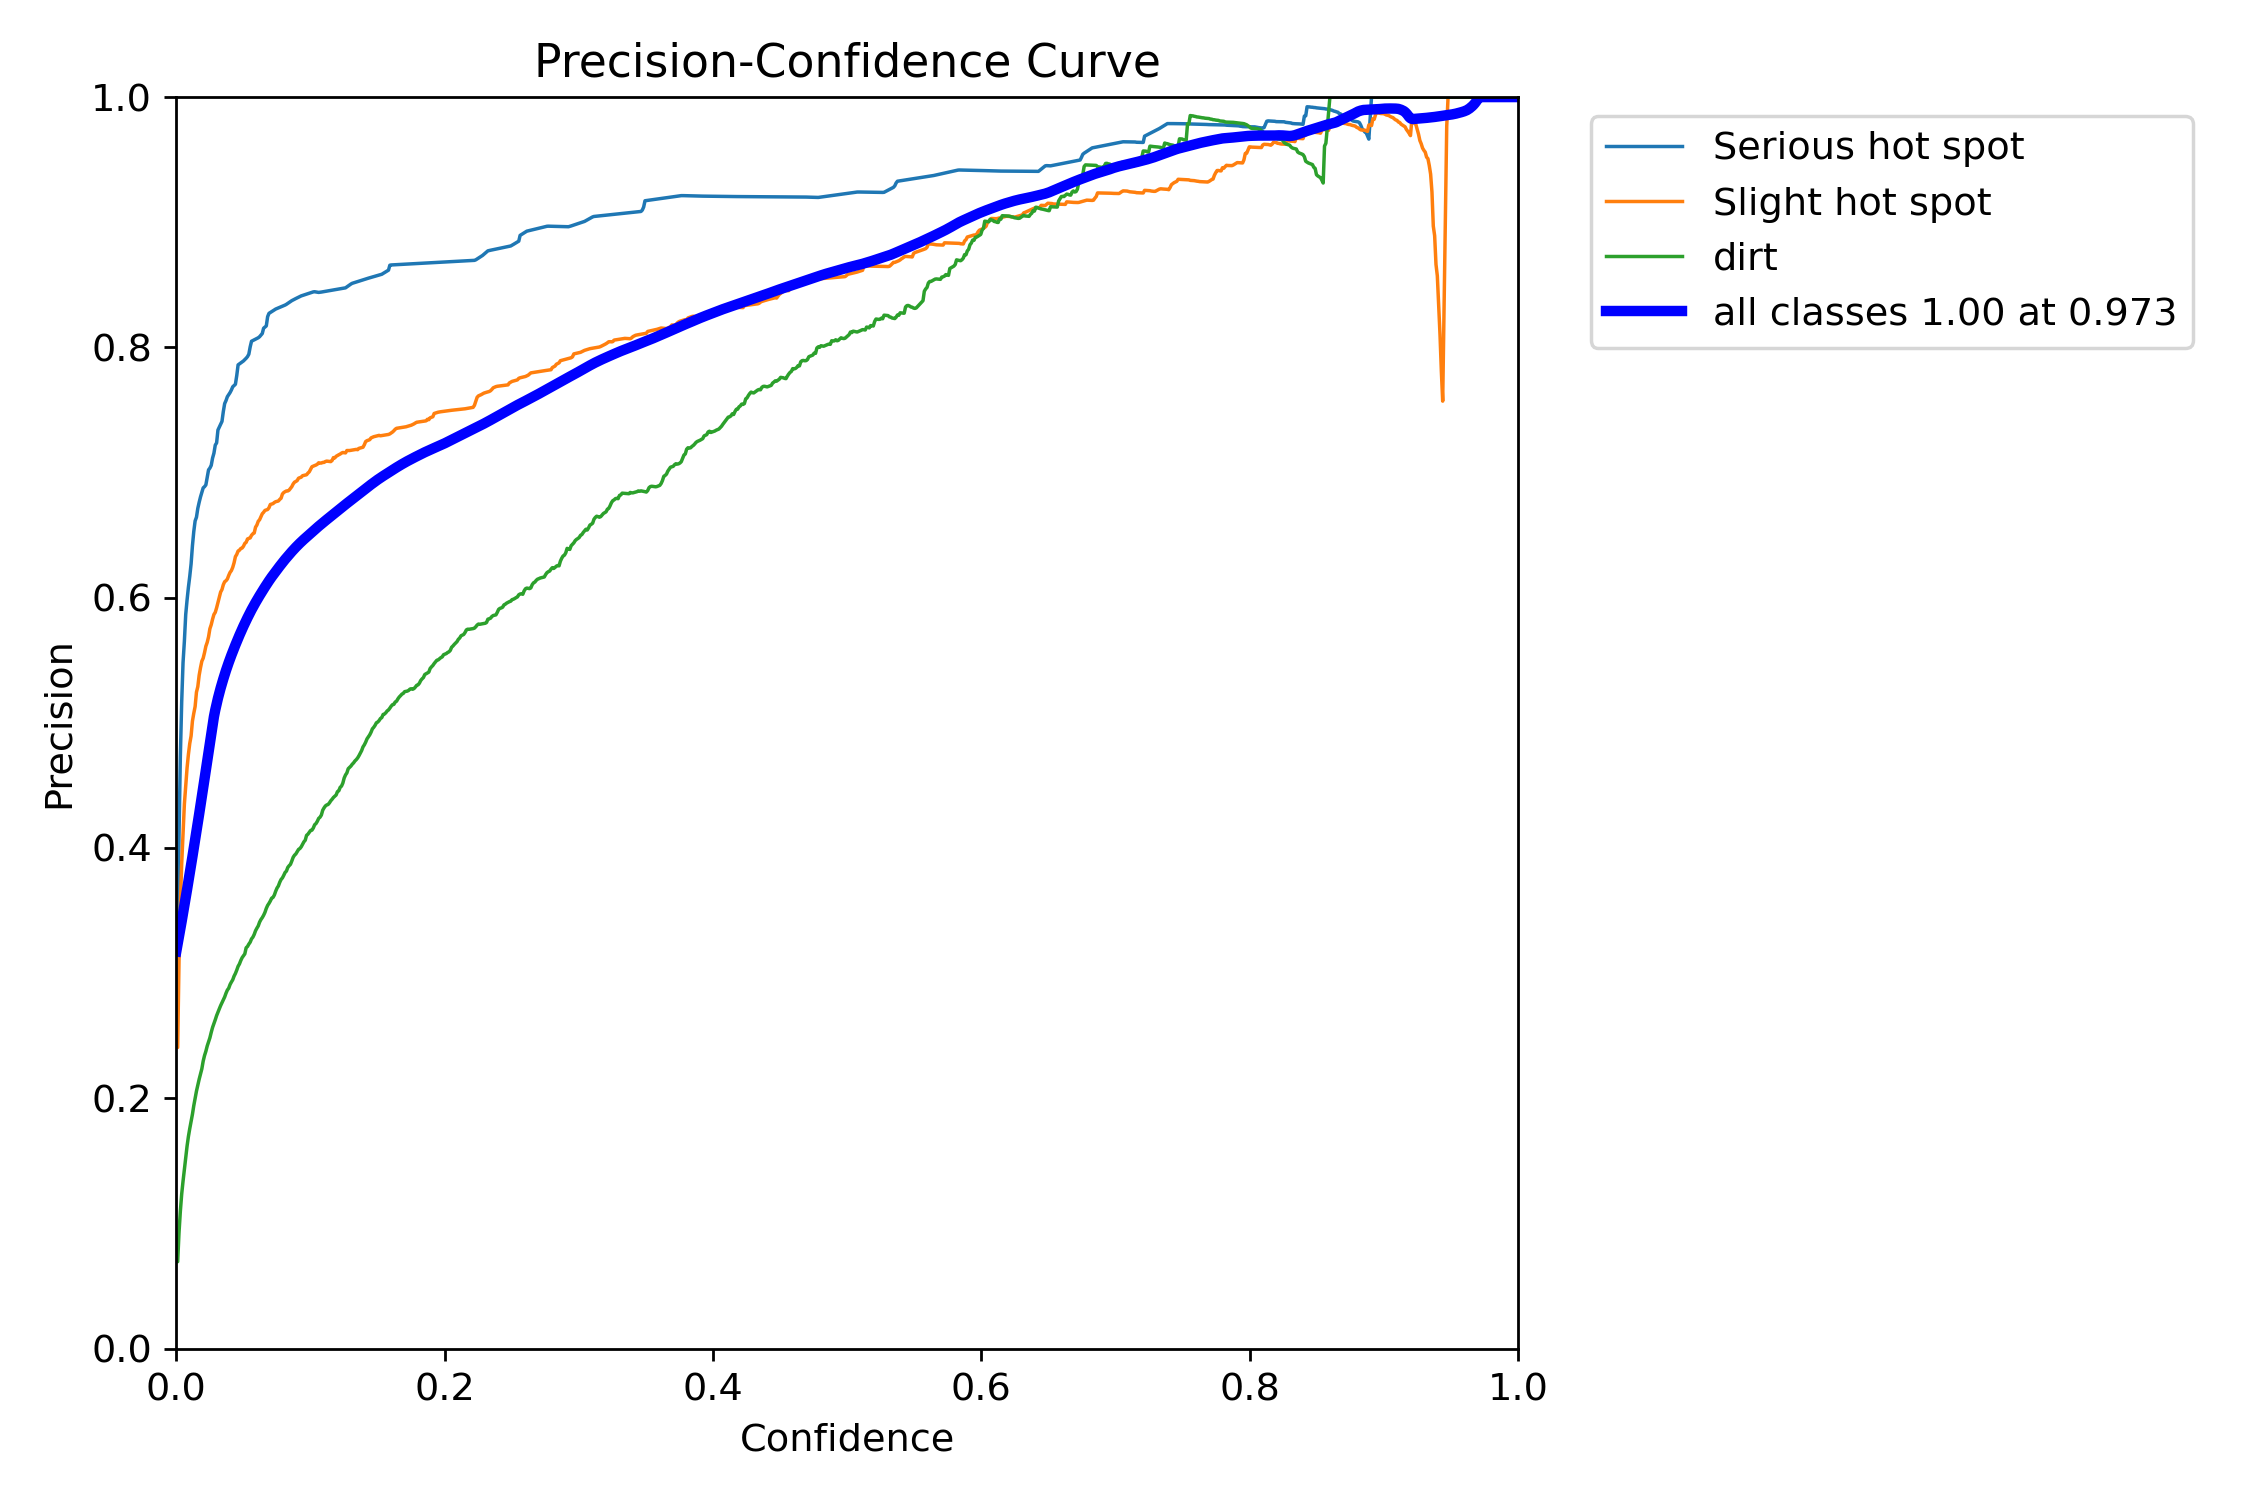 Precision-Confidence Curve
1.0
0.8
0.6
0.4
0.2
0.0
Precision
0.0 0.2 0.4 0.6 0.8 1.0
Confidence
Serious hot spot
Slight hot spot
dirt
all classes 1.00 at 0.973